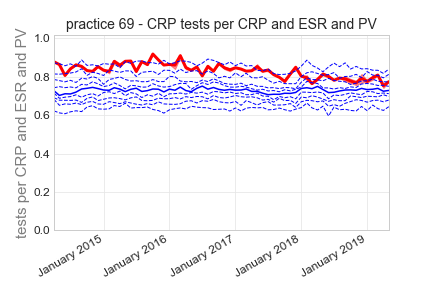 practice 69 - CRP tests per CRP and ESR and PV
tests per CRP and ESR and PV
1.0
0.8
0.6
0.4
0.2
0.0
January 2015
January 2016
January 2017
January 2018
January 2019